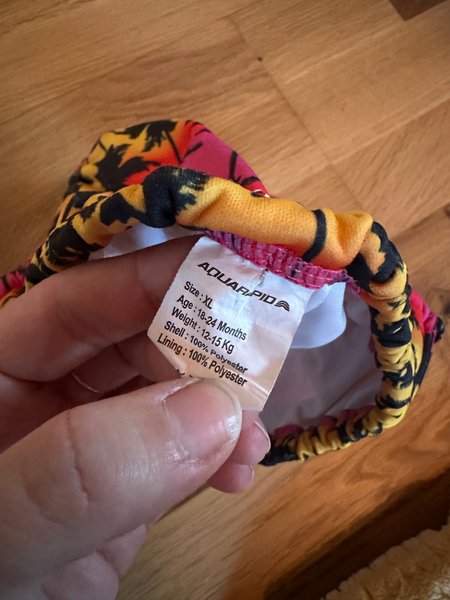 AQUARAPID
Size : XL
Age : 18-24 Months
Weight : 12-15 Kg
Shell : 100% Polyester
Lining : 100% Polyester